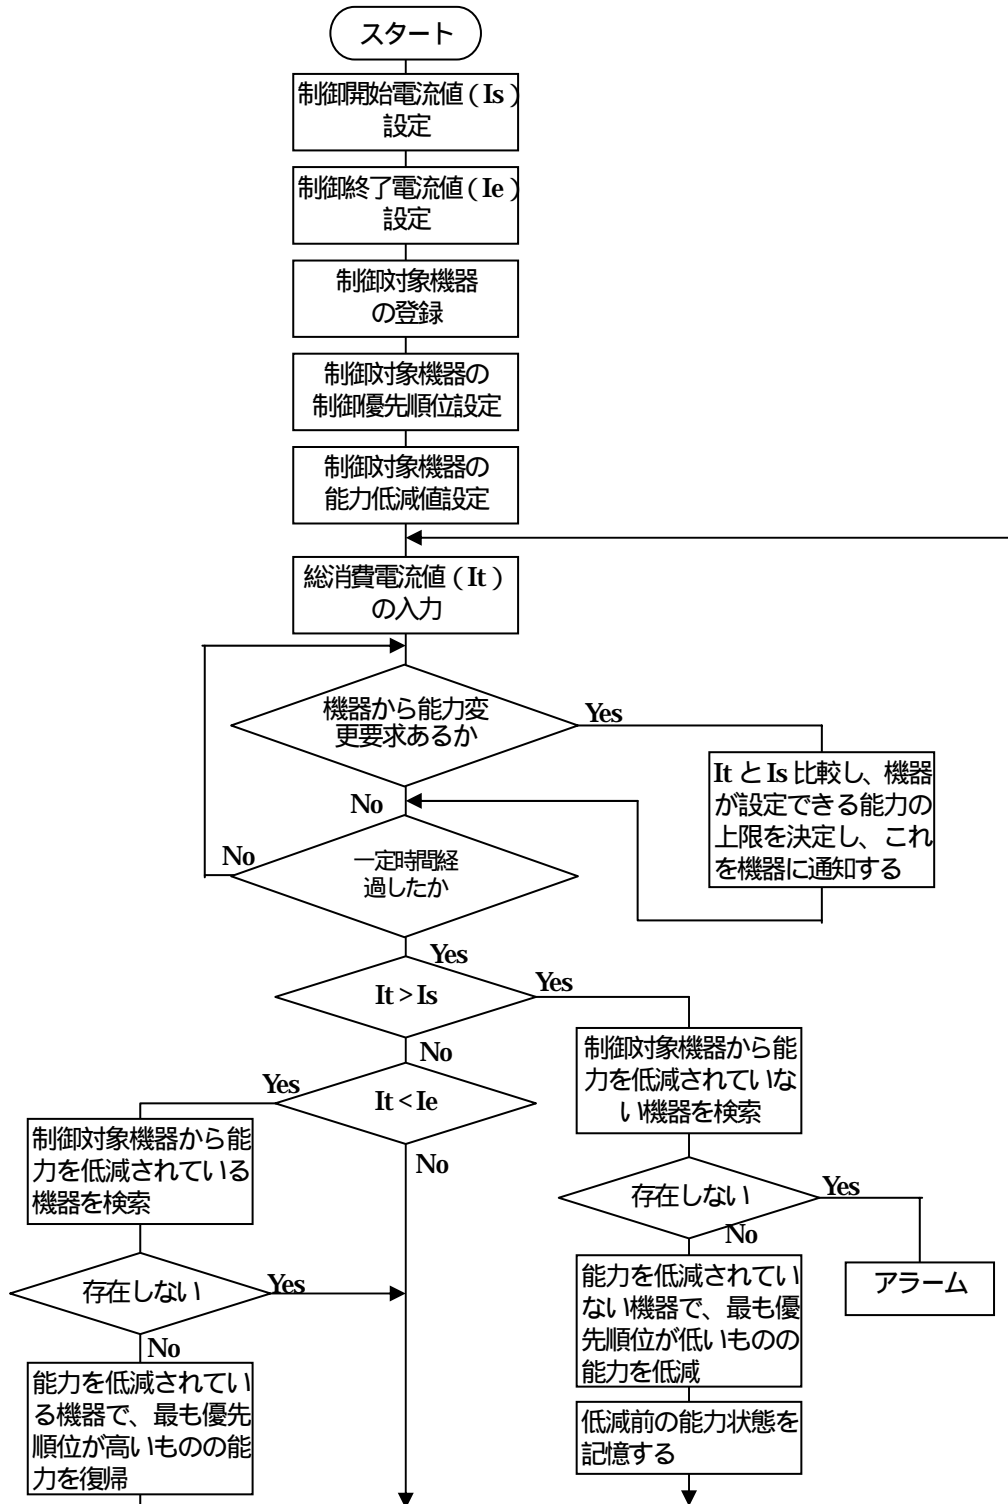 スタート
制御開始電流値（Is）
設定
制御終了電流値（Ie）
設定
制御対象機器
の登録
制御対象機器の
制御優先順位設定
制御対象機器の
能力低減値設定
総消費電流値（It）
の入力
機器から能力変
更要求あるか
Yes
It と Is 比較し、機器
が設定できる能力の
上限を決定し、これ
を機器に通知する
No
一定時間経
過したか
No
Yes
It > Is
Yes
No
制御対象機器から能
力を低減されていな
い機器を検索
It < Ie
Yes
No
制御対象機器から能
力を低減されている
機器を検索
存在しない
Yes
No
アラーム
能力を低減されてい
ない機器で、最も優
先順位が低いものの
能力を低減
低減前の能力状態を
記憶する
存在しない
Yes
No
能力を低減されてい
る機器で、最も優先
順位が高いものの能
力を復帰